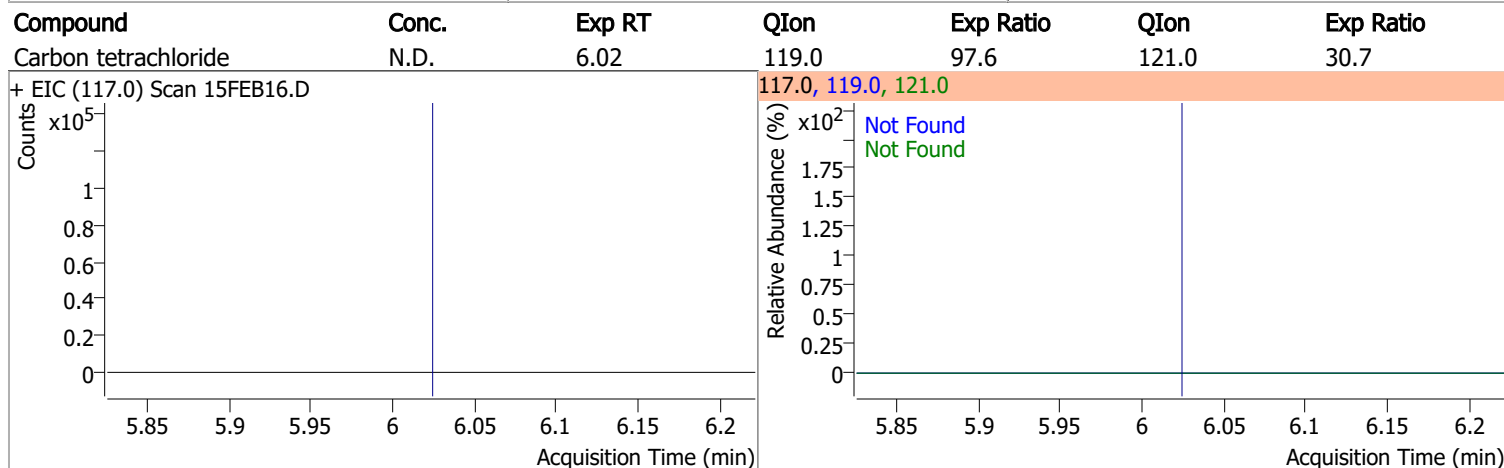 Compound Conc. Exp RT QIon Exp Ratio QIon Exp Ratio
Carbon tetrachloride N.D. 6.02 119.0 97.6 121.0 30.7
+ EIC (117.0) Scan 15FEB16.D
Counts
x10^5
1
0.8
0.6
0.4
0.2
0
5.85 5.9 5.95 6 6.05 6.1 6.15 6.2
Acquisition Time (min)
117.0, 119.0, 121.0
Relative Abundance (%)
x10^2
Not Found
Not Found
1.75
1.5
1.25
1
0.75
0.5
0.25
0
5.85 5.9 5.95 6 6.05 6.1 6.15 6.2
Acquisition Time (min)